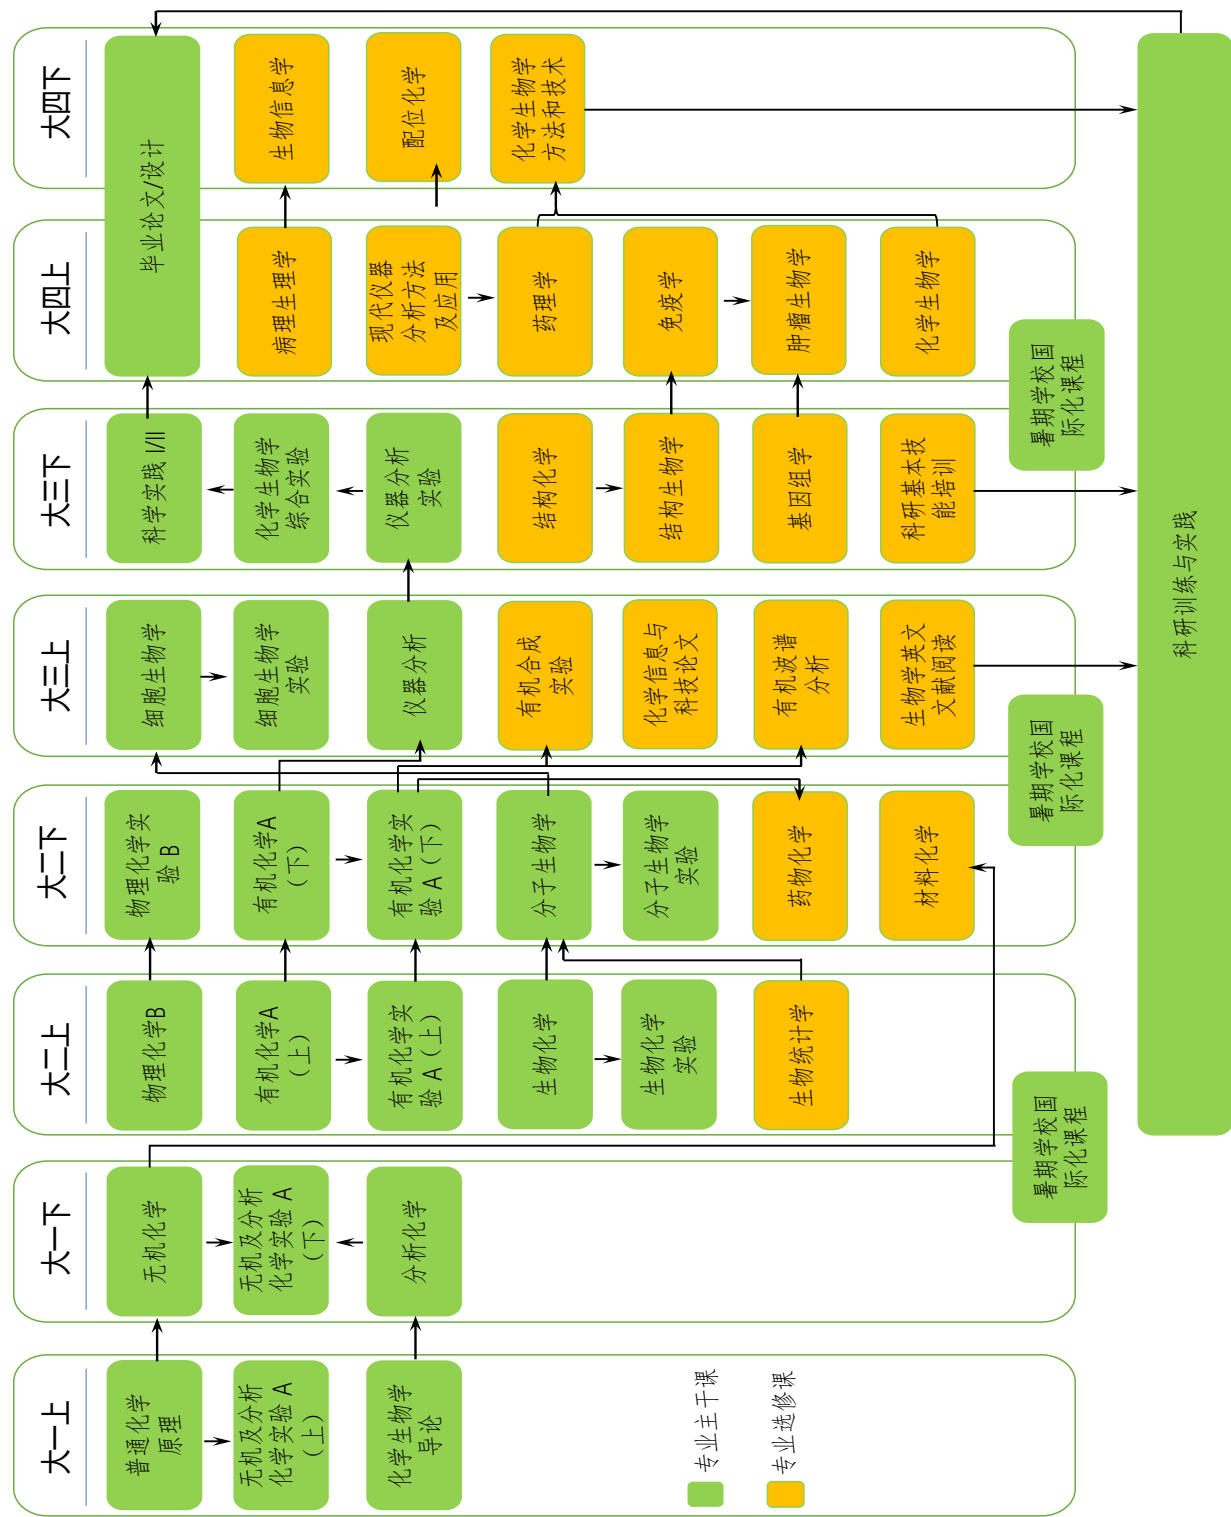 大一上
普通化学
原理
无机及分析
化学实验 A
（上）
化学生物学
导论
专业主干课
专业选修课
大一下
无机化学
无机及分析
化学实验 A
（下）
分析化学
暑期学校国
际化课程
大二上
物理化学B
有机化学A
（上）
有机化学实
验 A（上）
生物化学
生物化学
实验
生物统计学
大二下
物理化学实
验 B
有机化学A
（下）
有机化学实
验 A（下）
分子生物学
分子生物学
实验
药物化学
材料化学
暑期学校国
际化课程
大三上
细胞生物学
细胞生物学
实验
仪器分析
有机合成
实验
化学信息与
科技论文
有机波谱
分析
生物学英文
文献阅读
大三下
科学实践 I/II
化学生物学
综合实验
仪器分析
实验
结构化学
结构生物学
基因组学
科研基本技
能培训
暑期学校国
际化课程
大四上
病理生理学
现代仪器
分析方法
及应用
药理学
免疫学
肿瘤生物学
化学生物学
大四下
毕业论文/设计
生物信息学
配位化学
化学生物学
方法和技术
科研训练与实践